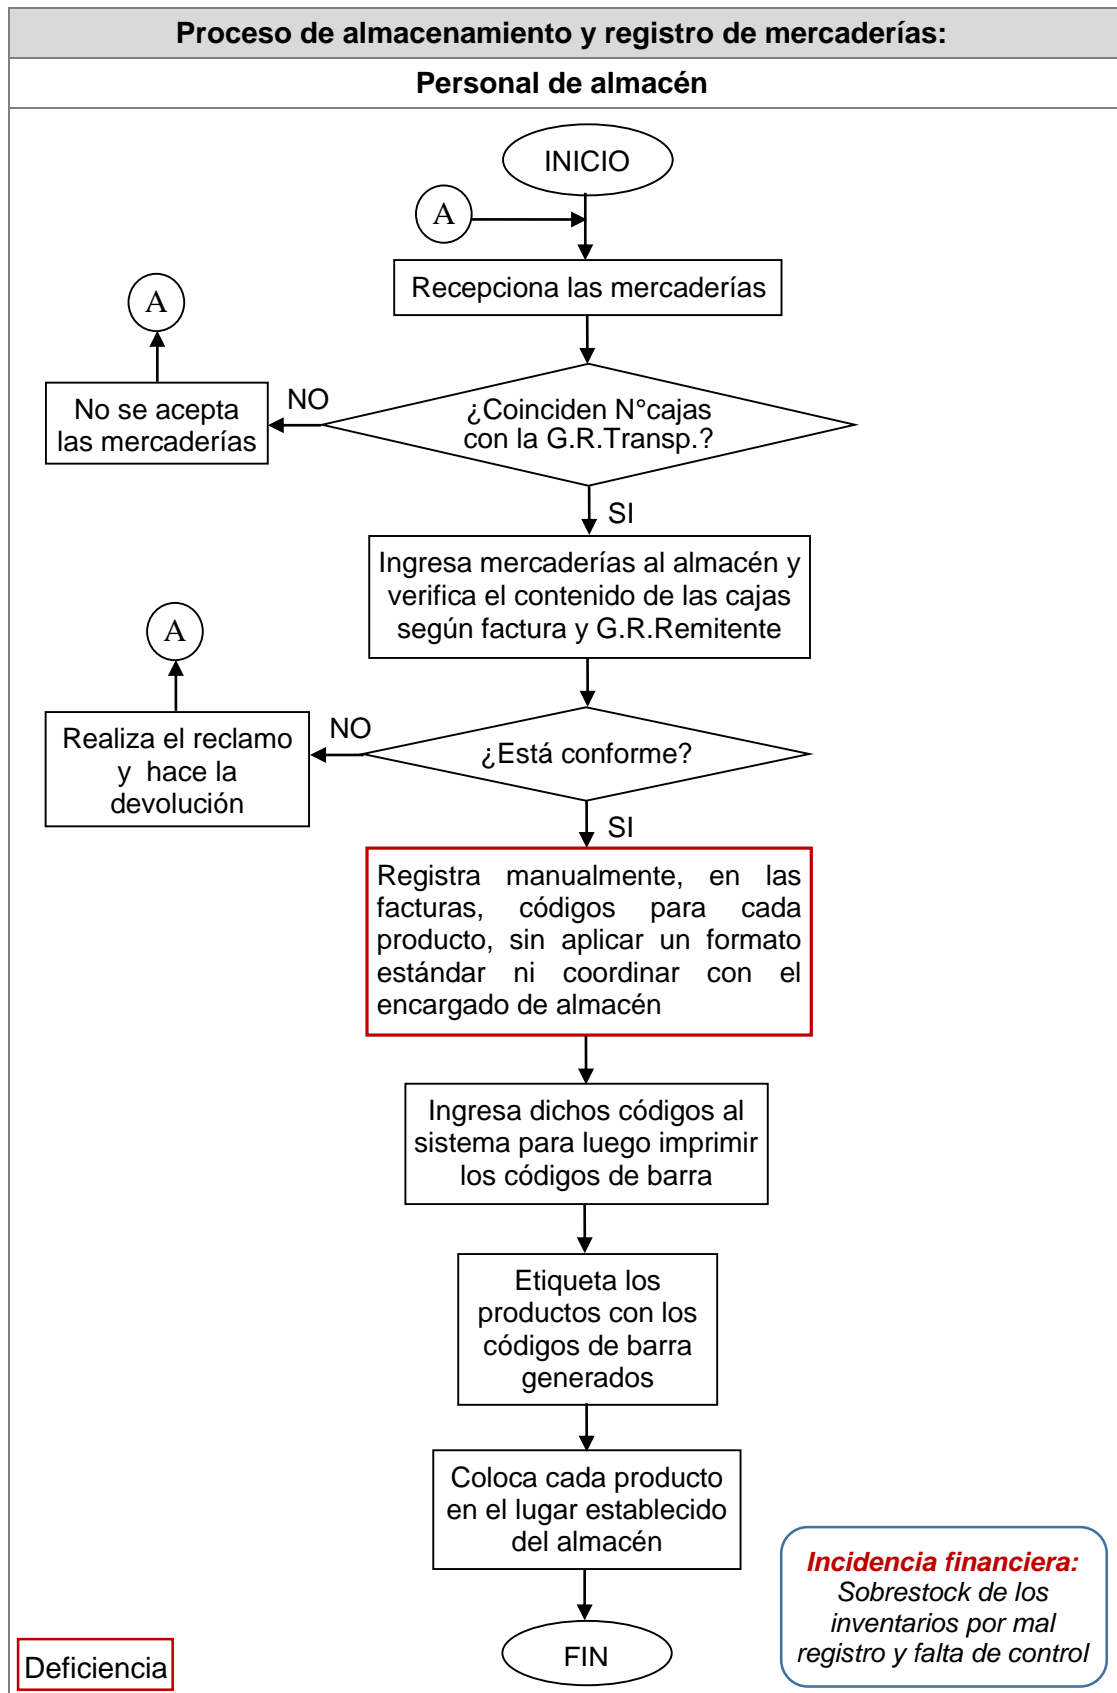 Proceso de almacenamiento y registro de mercaderías:
Personal de almacén
INICIO
A
Recepciona las mercaderías
A
¿Coinciden N°cajas
con la G.R.Transp.?
NO
No se acepta
las mercaderías
SI
Ingresa mercaderías al almacén y
verifica el contenido de las cajas
según factura y G.R.Remitente
A
¿Está conforme?
NO
Realiza el reclamo
y hace la
devolución
SI
Registra manualmente, en las
facturas, códigos para cada
producto, sin aplicar un formato
estándar ni coordinar con el
encargado de almacén
Ingresa dichos códigos al
sistema para luego imprimir
los códigos de barra
Etiqueta los
productos con los
códigos de barra
generados
Coloca cada producto
en el lugar establecido
del almacén
Incidencia financiera:
Sobrestock de los
inventarios por mal
registro y falta de control
FIN
Deficiencia